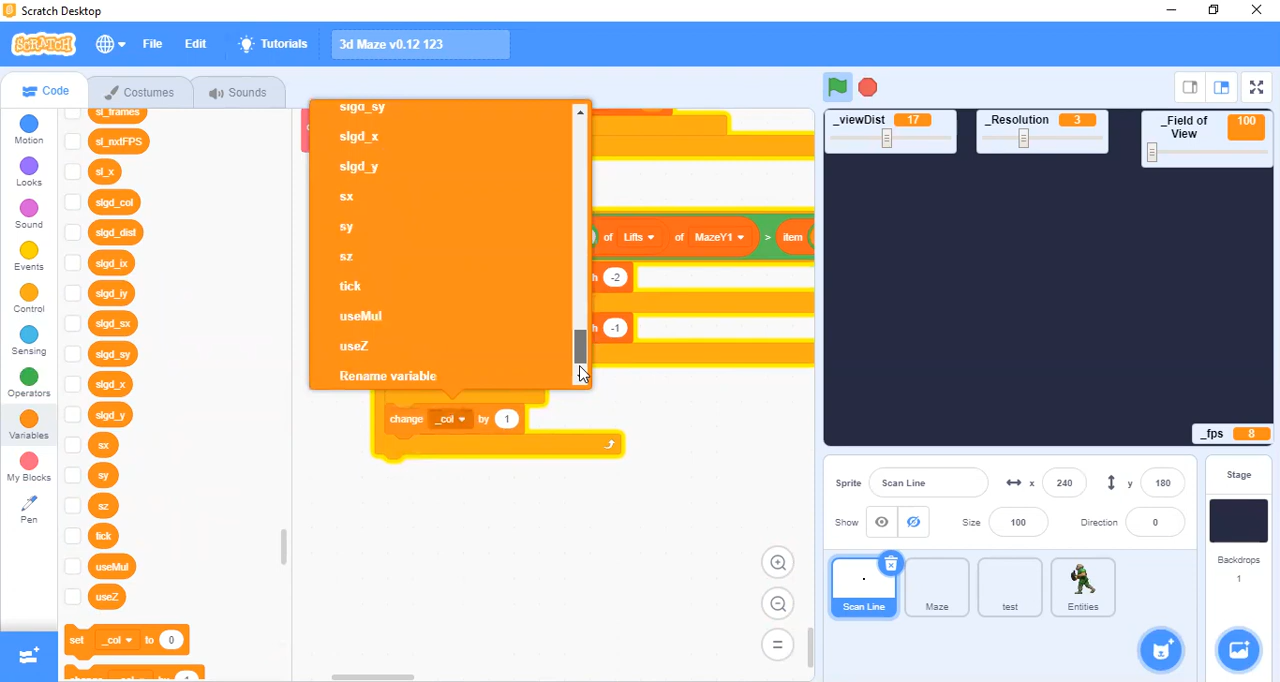 Scratch Desktop
SCRATCH File Edit Tutorials 3d Maze v0.12 123
Code Costumes Sounds
Motion
Looks
Sound
Events
Control
Sensing
Operators
Variables
My Blocks
Pen
sl_frames
sl_nxtFPS
sl_x
slgd_col
slgd_dist
slgd_ix
slgd_iy
slgd_sx
slgd_sy
slgd_x
slgd_y
sx
sy
sz
tick
useMul
useZ
set _col to 0
slgd_sy
slgd_x
slgd_y
sx
sy
sz
tick
useMul
useZ
Rename variable
of Lifts of MazeY1 > item
-2
-1
change _col by 1
_viewDist 17
_Resolution 3
_Field of View 100
_fps 8
Sprite Scan Line x 240 y 180
Show Size 100 Direction 0
Scan Line Maze test Entities
Stage
Backdrops
1